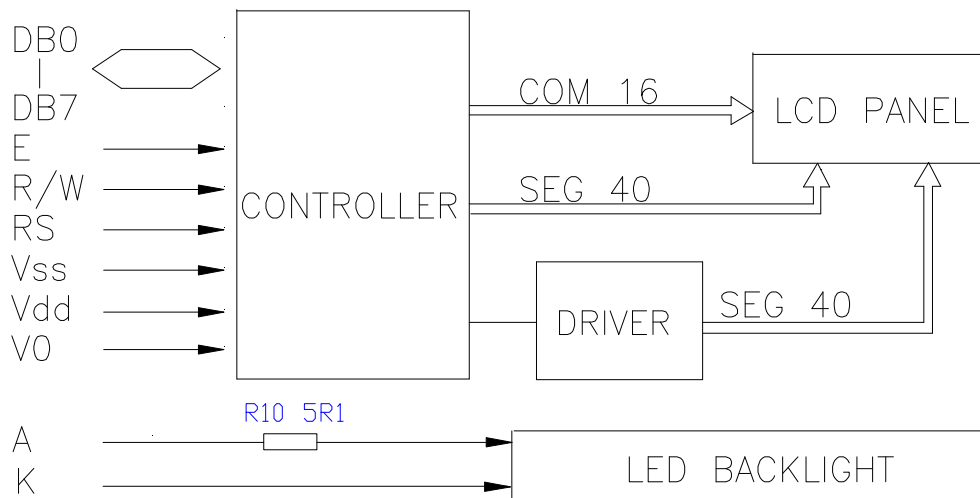 DB0
|
DB7
E
R/W
RS
Vss
Vdd
V0
A
K
CONTROLLER
COM 16
SEG 40
LCD PANEL
DRIVER
SEG 40
R10 5R1
LED BACKLIGHT